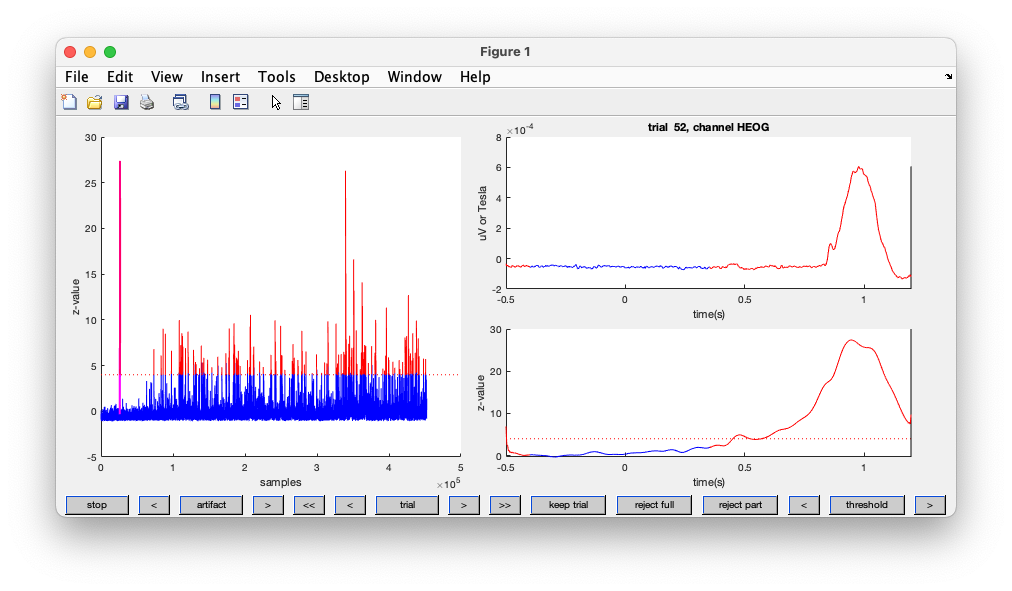 Figure 1
File Edit View Insert Tools Desktop Window Help
30
25
20
15
10
5
0
-5
z-value
0 1 2 3 4 5
samples
×10^5
trial 52, channel HEOG
×10^-4
8
6
4
2
0
-2
uV or Tesla
-0.5 0 0.5 1
time(s)
30
20
10
0
z-value
-0.5 0 0.5 1
time(s)
stop < artifact > << < trial > >> keep trial reject full reject part < threshold >